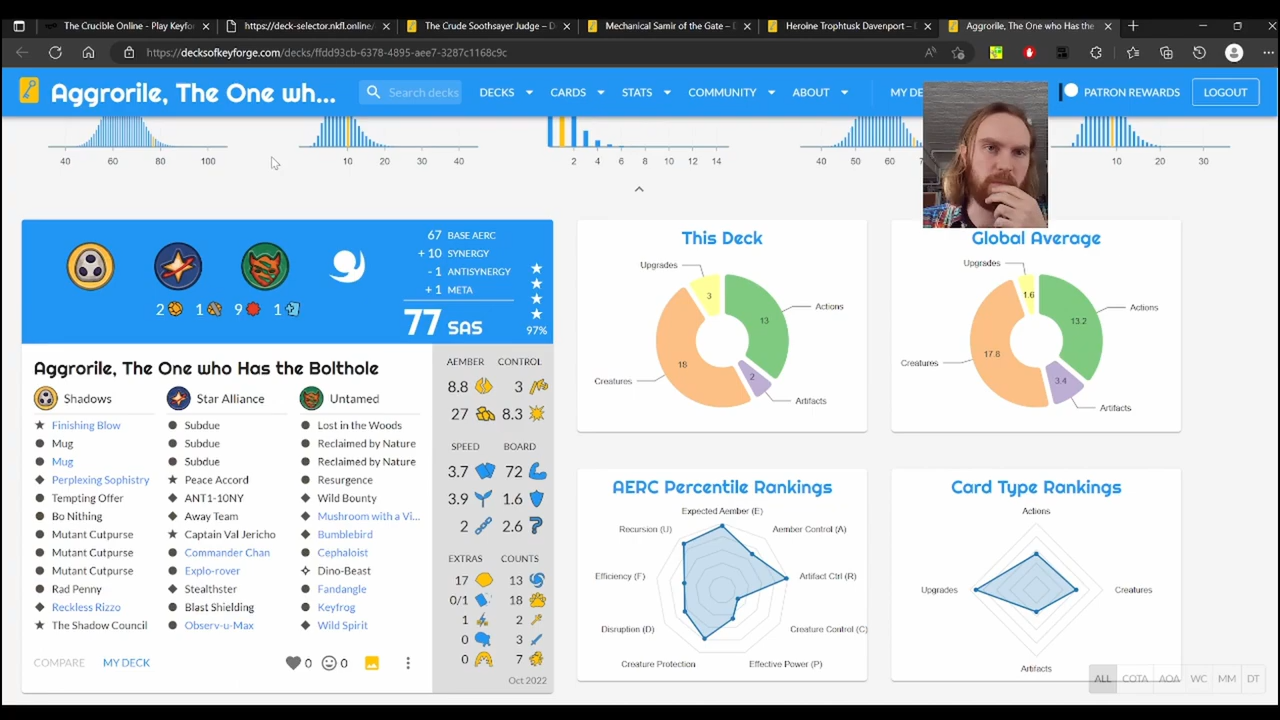 The Crucible Online - Play Keyfor
https://deck-selector.nkfl.online/
The Crude Soothsayer Judge – D
Mechanical Samir of the Gate – D
Heroine Trophtusk Davenport – D
Aggrorile, The One who Has the
https://decksofkeyforge.com/decks/ffdd93cb-6378-4895-aee7-3287c1168c9c
Aggrorile, The One wh...
Search decks
DECKS
CARDS
STATS
COMMUNITY
ABOUT
MY DE
PATRON REWARDS
LOGOUT
40 60 80 100
10 20 30 40
2 4 6 8 10 12 14
40 50 60
10 20 30
67 BASE AERC
+ 10 SYNERGY
- 1 ANTISYNERGY
+ 1 META
77 SAS
97%
2 1 9 1
Aggrorile, The One who Has the Bolthole
Shadows
Finishing Blow
Mug
Mug
Perplexing Sophistry
Tempting Offer
Bo Nithing
Mutant Cutpurse
Mutant Cutpurse
Mutant Cutpurse
Rad Penny
Reckless Rizzo
The Shadow Council
Star Alliance
Subdue
Subdue
Subdue
Peace Accord
ANT1-10NY
Away Team
Captain Val Jericho
Commander Chan
Explo-rover
Stealthster
Blast Shielding
Observ-u-Max
Untamed
Lost in the Woods
Reclaimed by Nature
Reclaimed by Nature
Resurgence
Wild Bounty
Mushroom with a Vi...
Bumblebird
Cephaloist
Dino-Beast
Fandangle
Keyfrog
Wild Spirit
COMPARE
MY DECK
0
0
AEMBER CONTROL
8.8 3
27 8.3
SPEED BOARD
3.7 72
3.9 1.6
2 2.6
EXTRAS COUNTS
17 13
0/1 18
1 2
0 3
0 7
Oct 2022
This Deck
Upgrades
3
Actions
13
Creatures
18
2
Artifacts
Global Average
Upgrades
1.6
Actions
13.2
Creatures
17.8
3.4
Artifacts
AERC Percentile Rankings
Expected Aember (E)
Recursion (U)
Aember Control (A)
Efficiency (F)
Artifact Ctrl (R)
Disruption (D)
Creature Control (C)
Creature Protection
Effective Power (P)
Card Type Rankings
Actions
Upgrades
Creatures
Artifacts
ALL COTA AOA WC MM DT